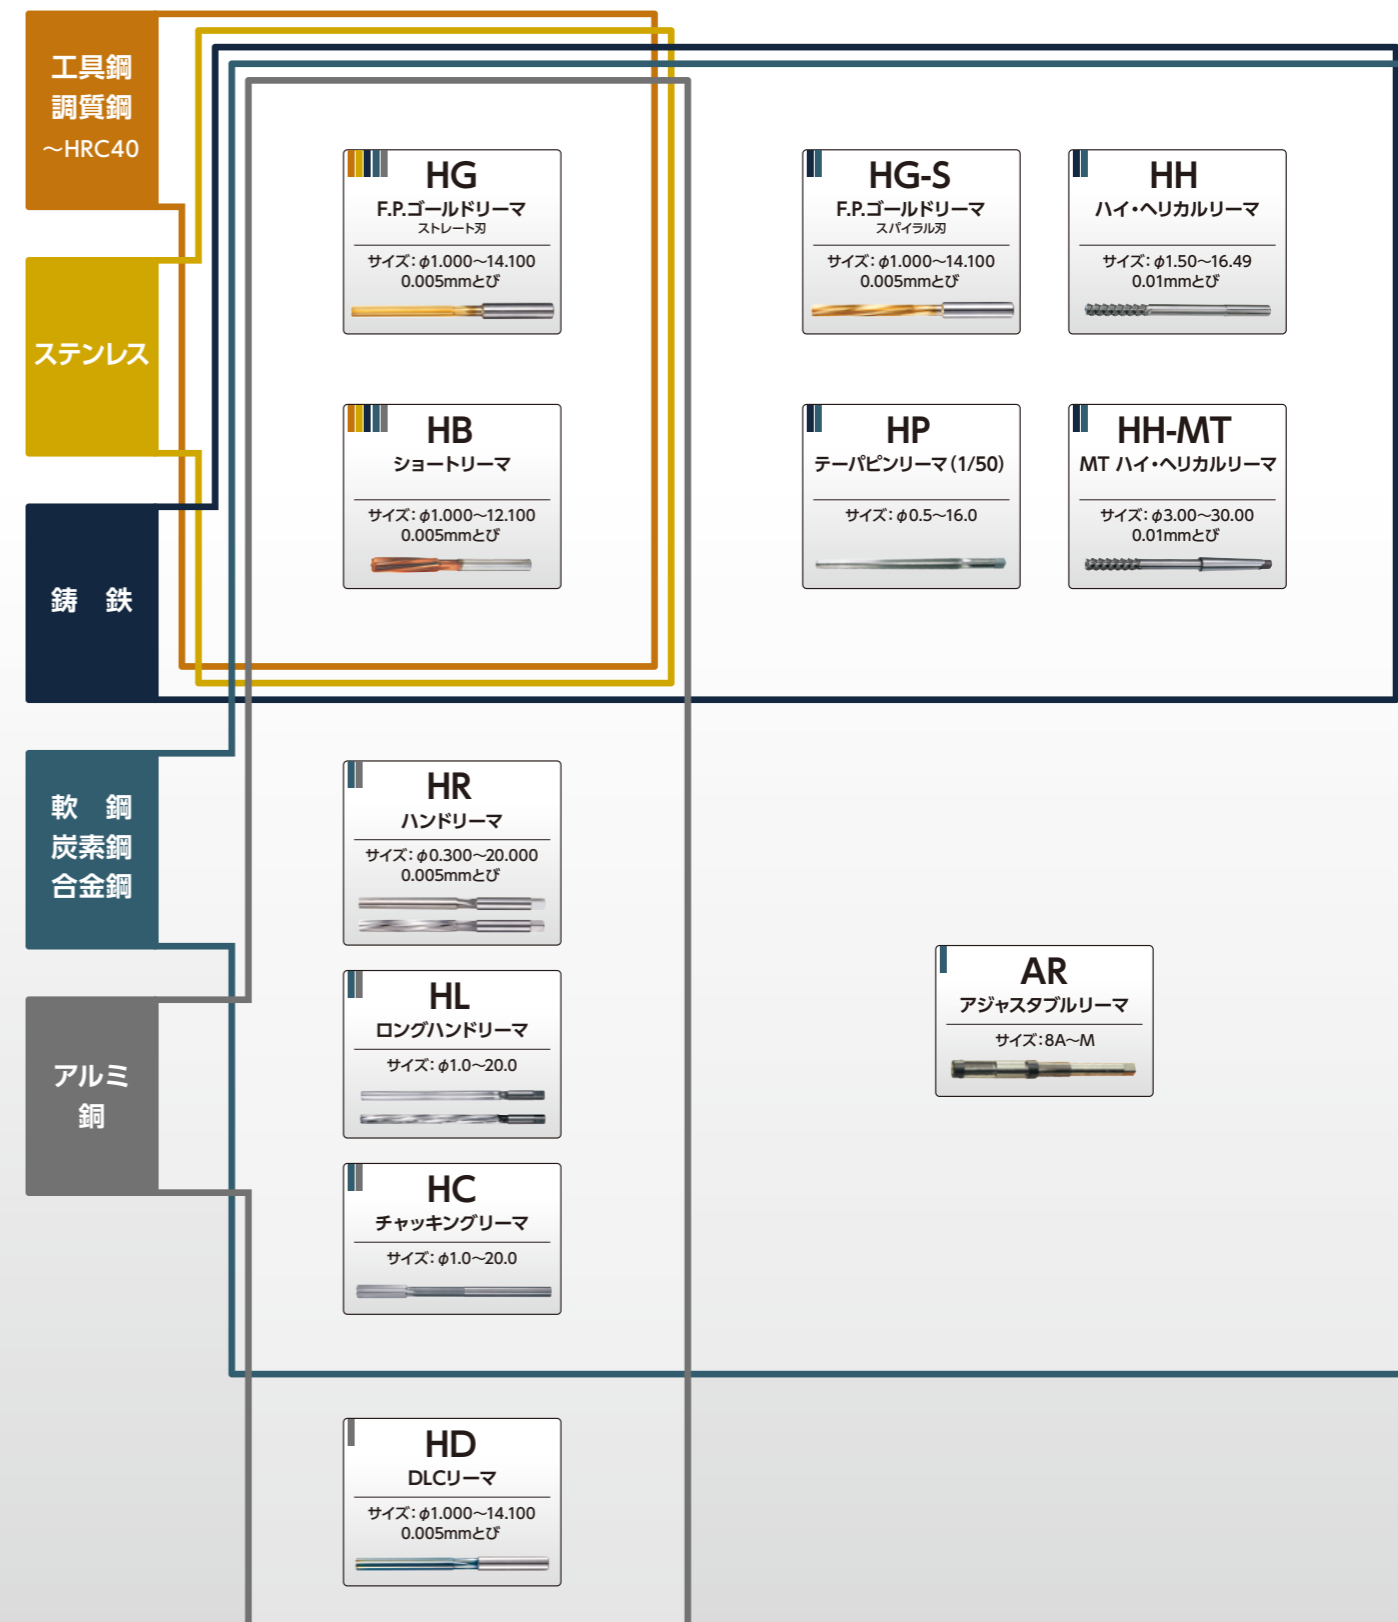 工具鋼
調質鋼
～HRC40
ステンレス
鋳　鉄
軟　鋼
炭素鋼
合金鋼
アルミ
銅
HG
F.P.ゴールドリーマ
ストレート刃
サイズ：φ1.000～14.100
0.005mmとび
HG-S
F.P.ゴールドリーマ
スパイラル刃
サイズ：φ1.000～14.100
0.005mmとび
HH
ハイ・ヘリカルリーマ
サイズ：φ1.50～16.49
0.01mmとび
HB
ショートリーマ
サイズ：φ1.000～12.100
0.005mmとび
HP
テーパピンリーマ（1/50）
サイズ：φ0.5～16.0
HH-MT
MT ハイ・ヘリカルリーマ
サイズ：φ3.00～30.00
0.01mmとび
HR
ハンドリーマ
サイズ：φ0.300～20.000
0.005mmとび
HL
ロングハンドリーマ
サイズ：φ1.0～20.0
AR
アジャスタブルリーマ
サイズ：8A～M
HC
チャッキングリーマ
サイズ：φ1.0～20.0
HD
DLCリーマ
サイズ：φ1.000～14.100
0.005mmとび